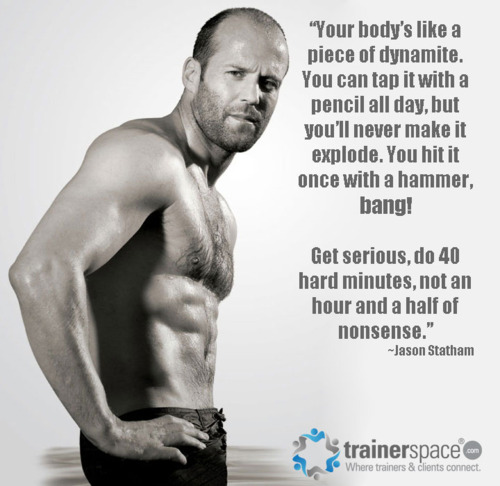 “Your body’s like a
piece of dynamite.
You can tap it with a
pencil all day, but
you’ll never make it
explode. You hit it
once with a hammer,
bang!
Get serious, do 40
hard minutes, not an
hour and a half of
nonsense.”
~Jason Statham
trainerspace®.com
Where trainers & clients connect.